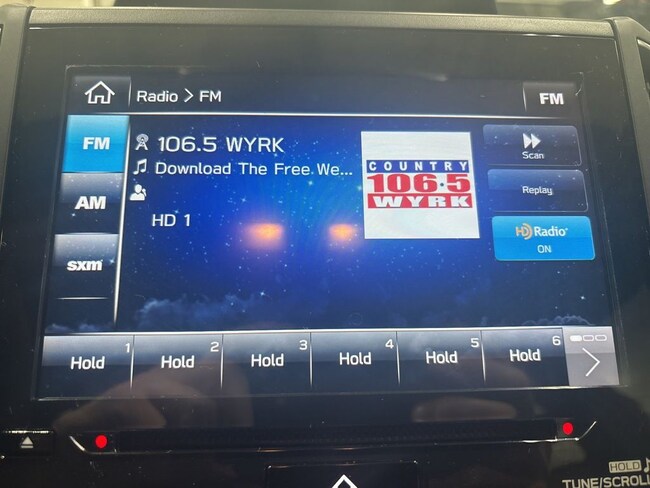 Radio > FM
FM
FM
106.5 WYRK
Download The Free We...
HD 1
COUNTRY
106.5
WYRK
Scan
Replay
HD Radio
ON
AM
sxm
Hold 1
Hold 2
Hold 3
Hold 4
Hold 5
Hold 6
HOLD
TUNE/SCROLL